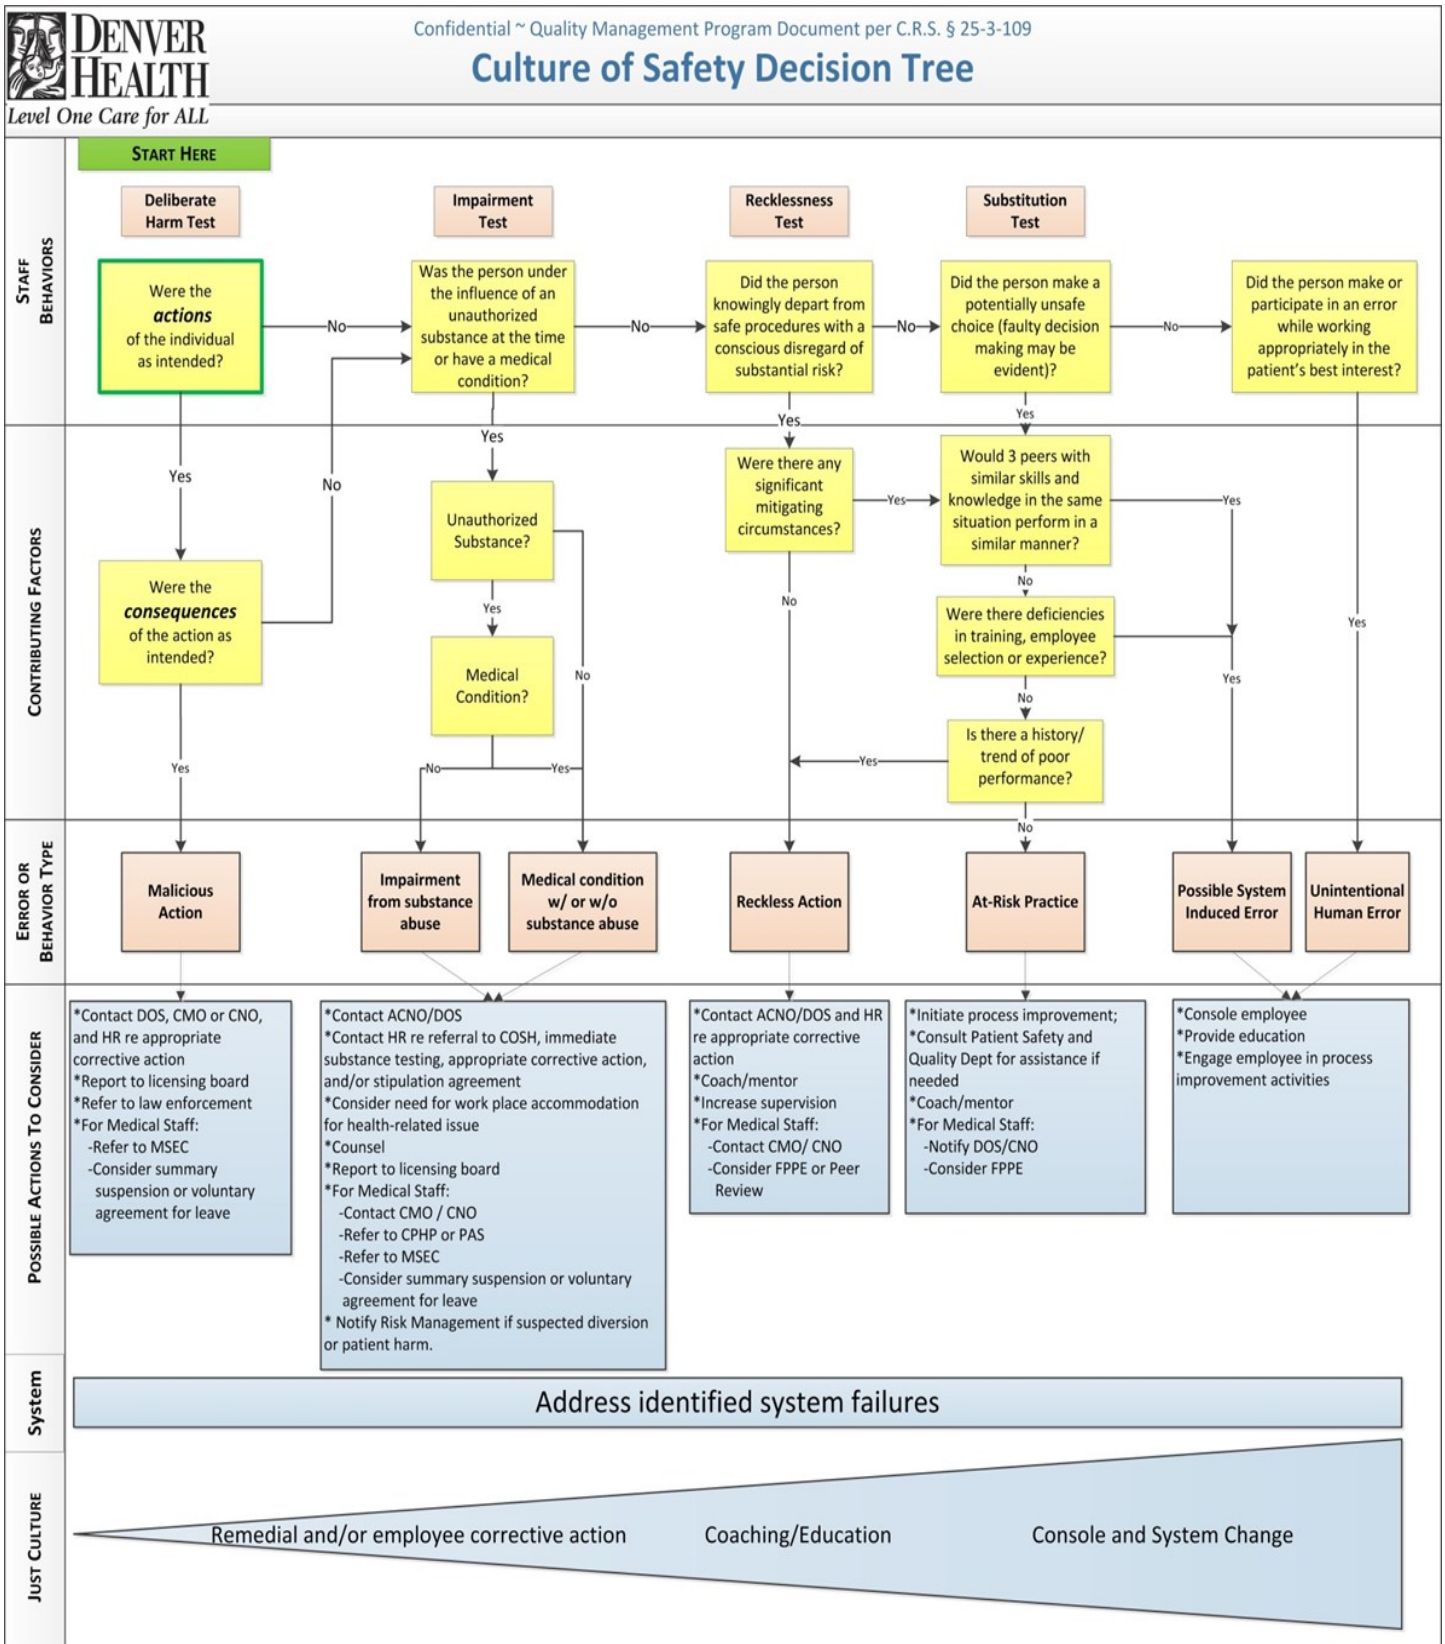 DENVER
HEALTH
Level One Care for ALL
Confidential ~ Quality Management Program Document per C.R.S. § 25-3-109
Culture of Safety Decision Tree
STAFF
BEHAVIORS
START HERE
Deliberate
Harm Test
Impairment
Test
Recklessness
Test
Substitution
Test
Were the
actions
of the individual
as intended?
No
Was the person under
the influence of an
unauthorized
substance at the time
or have a medical
condition?
No
Did the person
knowingly depart from
safe procedures with a
conscious disregard of
substantial risk?
No
Did the person make a
potentially unsafe
choice (faulty decision
making may be
evident)?
No
Did the person make or
participate in an error
while working
appropriately in the
patient's best interest?
CONTRIBUTING FACTORS
Yes
No
Were the
consequences
of the action as
intended?
Yes
Yes
Unauthorized
Substance?
Yes
No
Medical
Condition?
No
Yes
Yes
Were there any
significant
mitigating
circumstances?
Yes
No
Yes
Would 3 peers with
similar skills and
knowledge in the same
situation perform in a
similar manner?
Yes
No
Were there deficiencies
in training, employee
selection or experience?
Yes
No
Is there a history/
trend of poor
performance?
Yes
No
Yes
ERROR OR
BEHAVIOR TYPE
Malicious
Action
Impairment
from substance
abuse
Medical condition
w/ or w/o
substance abuse
Reckless Action
At-Risk Practice
Possible System
Induced Error
Unintentional
Human Error
POSSIBLE ACTIONS TO CONSIDER
*Contact DOS, CMO or CNO,
and HR re appropriate
corrective action
*Report to licensing board
*Refer to law enforcement
*For Medical Staff:
-Refer to MSEC
-Consider summary
suspension or voluntary
agreement for leave
*Contact ACNO/DOS
*Contact HR re referral to COSH, immediate
substance testing, appropriate corrective action,
and/or stipulation agreement
*Consider need for work place accommodation
for health-related issue
*Counsel
*Report to licensing board
*For Medical Staff:
-Contact CMO / CNO
-Refer to CPHP or PAS
-Refer to MSEC
-Consider summary suspension or voluntary
agreement for leave
* Notify Risk Management if suspected diversion
or patient harm.
*Contact ACNO/DOS and HR
re appropriate corrective
action
*Coach/mentor
*Increase supervision
*For Medical Staff:
-Contact CMO/ CNO
-Consider FPPE or Peer
Review
*Initiate process improvement;
*Consult Patient Safety and
Quality Dept for assistance if
needed
*Coach/mentor
*For Medical Staff:
-Notify DOS/CNO
-Consider FPPE
*Console employee
*Provide education
*Engage employee in process
improvement activities
System
Address identified system failures
JUST CULTURE
Remedial and/or employee corrective action
Coaching/Education
Console and System Change